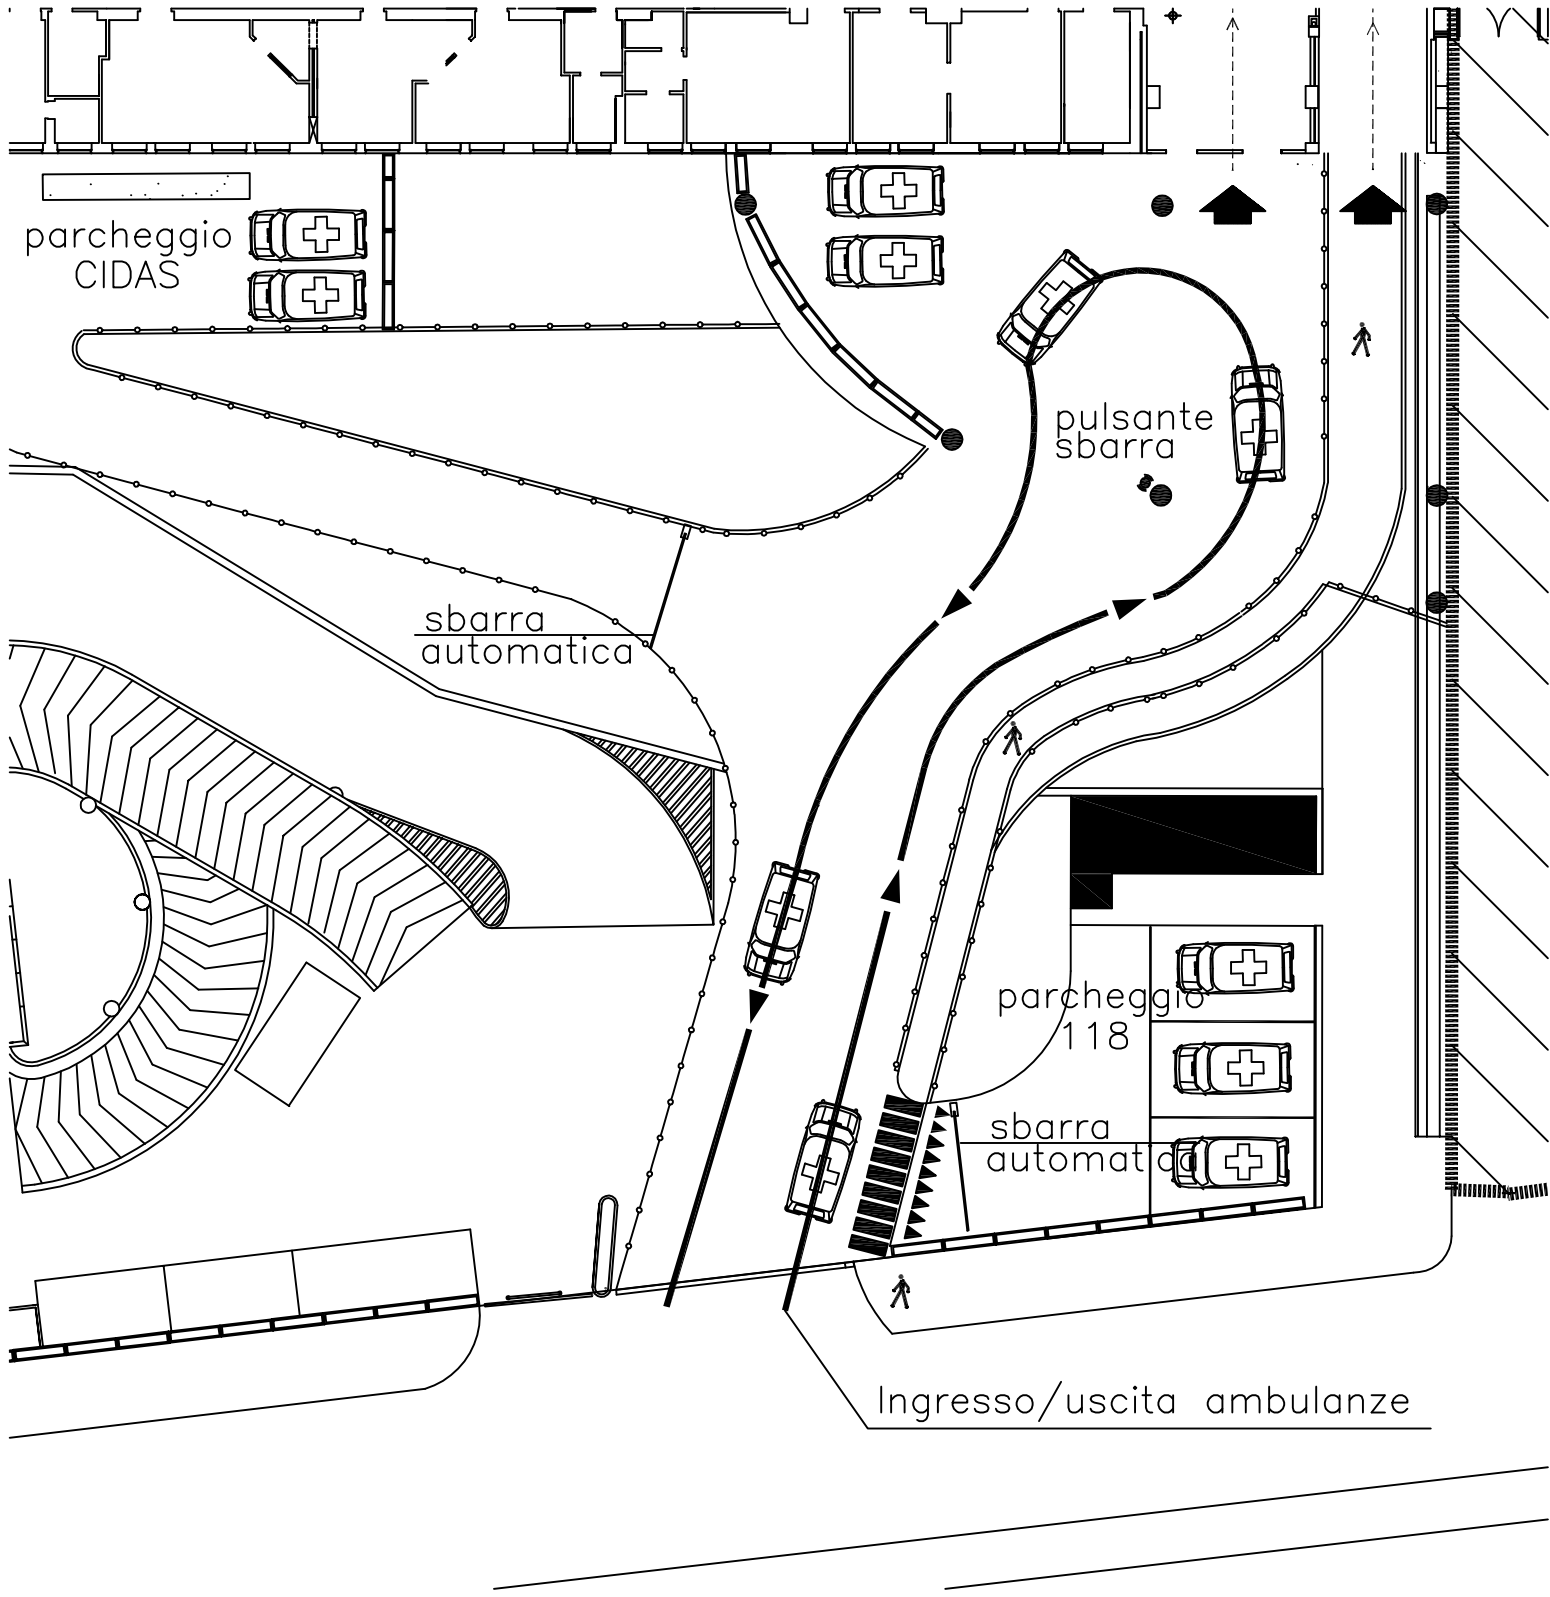 parcheggio
CIDAS
pulsante
sbarra
sbarra
automatica
parcheggio
118
sbarra
automatica
Ingresso/uscita ambulanze